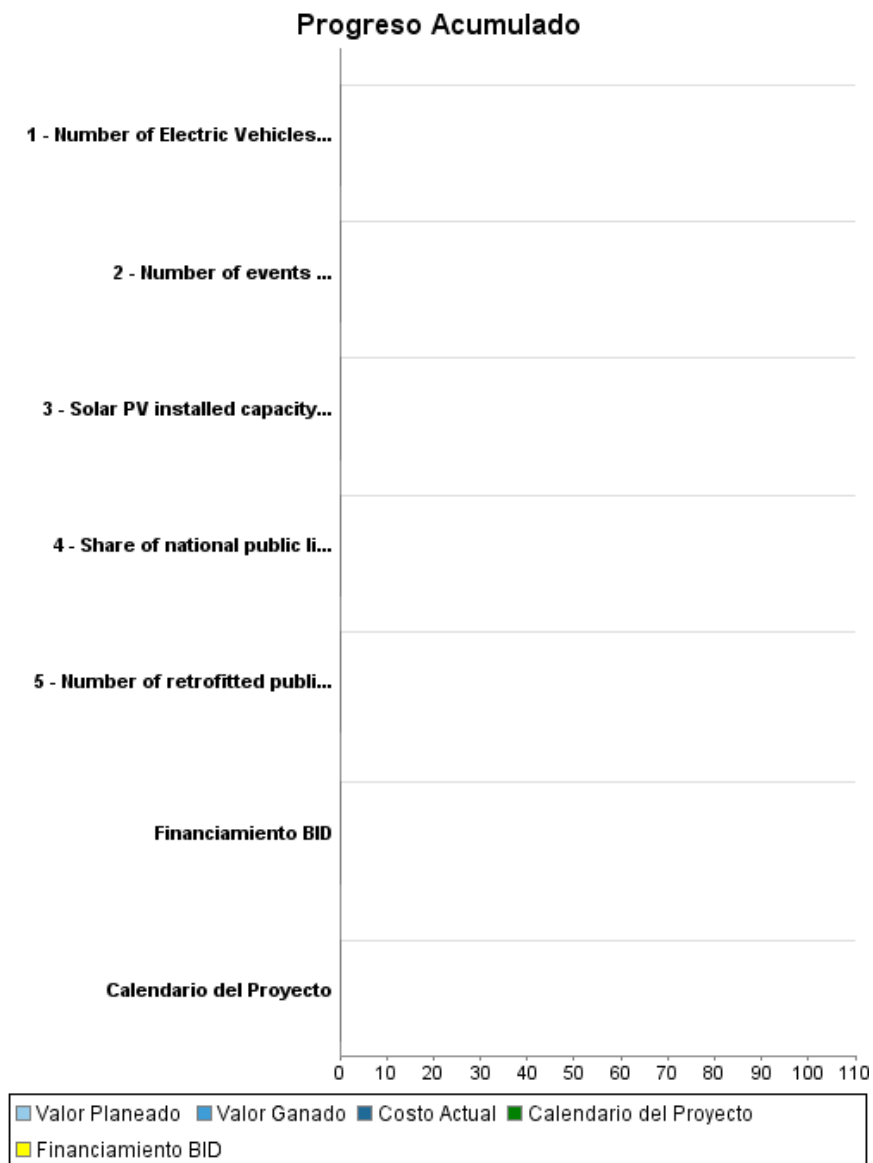 Progreso Acumulado
1 - Number of Electric Vehicles...
2 - Number of events ...
3 - Solar PV installed capacity...
4 - Share of national public li...
5 - Number of retrofitted publi...
Financiamiento BID
Calendario del Proyecto
0 10 20 30 40 50 60 70 80 90 100 110
Valor Planeado Valor Ganado Costo Actual Calendario del Proyecto
Financiamiento BID